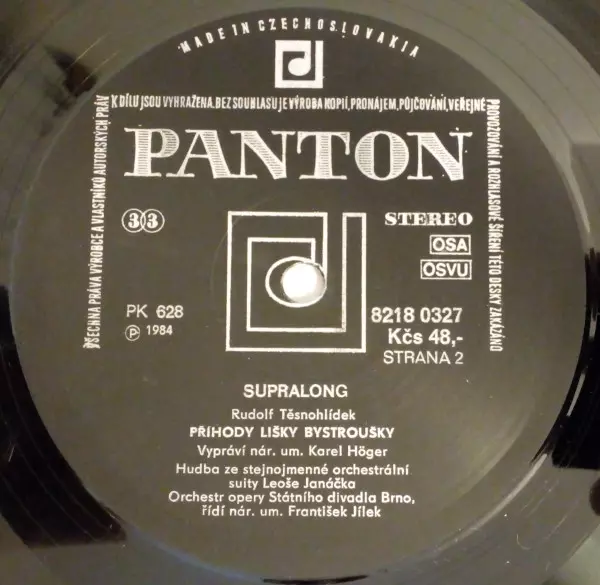 MADE IN CZECHOSLOVAKIA
VŠECHNA PRÁVA VÝROBCE A VLASTNÍKŮ AUTORSKÝCH PRÁV
K DÍLU JSOU VYHRAŽENA. BEZ SOUHLASU JE VÝROBA KOPIÍ, PRONÁJEM, PŮJČOVÁNÍ, VEŘEJNÉ
PROVOZOVÁNÍ A ROZHLASOVÉ ŠÍŘENÍ TÉTO DESKY ZAKÁZÁNO
PANTON
33
STEREO
OSA
OSVU
PK 628
℗ 1984
8218 0327
Kčs 48,-
STRANA 2
SUPRALONG
Rudolf Těsnohlídek
PŘÍHODY LIŠKY BYSTROUŠKY
Vypráví nár. um. Karel Höger
Hudba ze stejnojmenné orchestrální
suity Leoše Janáčka
Orchestr opery Státního divadla Brno,
řídí nár. um. František Jílek